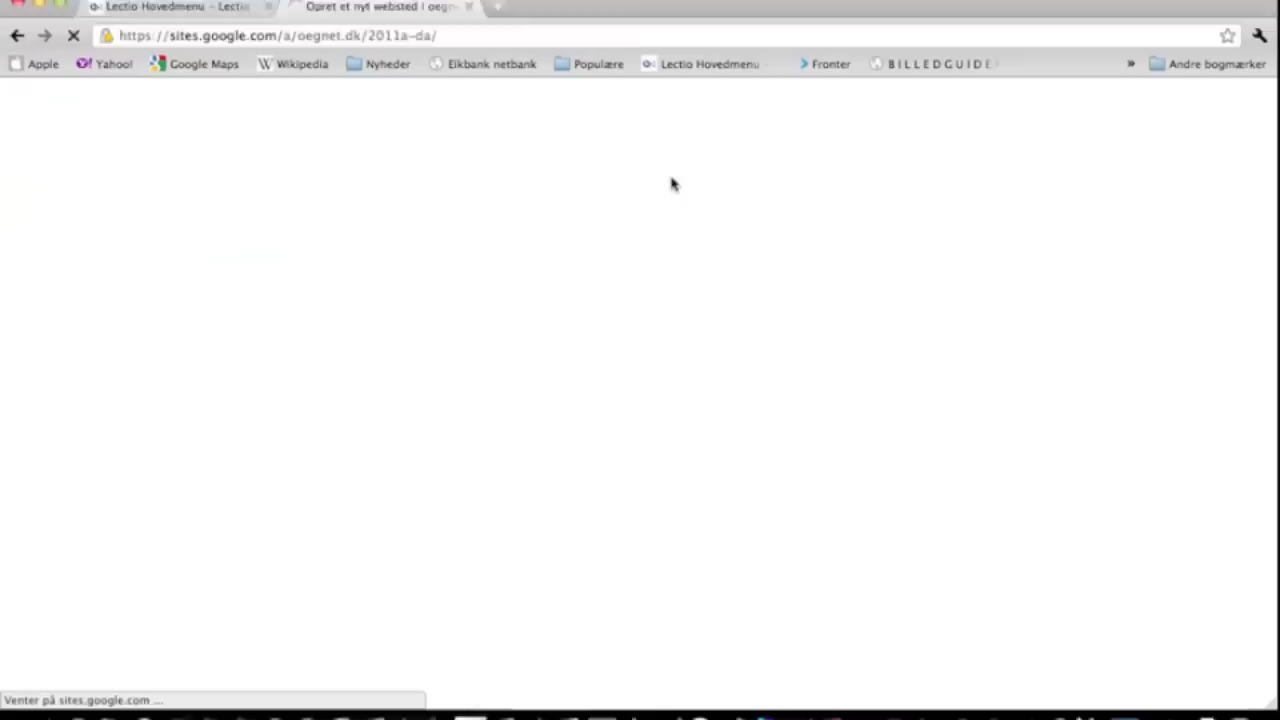 Lectio Hovedmenu - Lectio
Opret et nyt websted i oegn
https://sites.google.com/a/oegnet.dk/2011a-da/
Apple Yahoo! Google Maps Wikipedia Nyheder Eikbank netbank Populære Lectio Hovedmenu Fronter BILLEDGUIDE » Andre bogmærker
Venter på sites.google.com ...